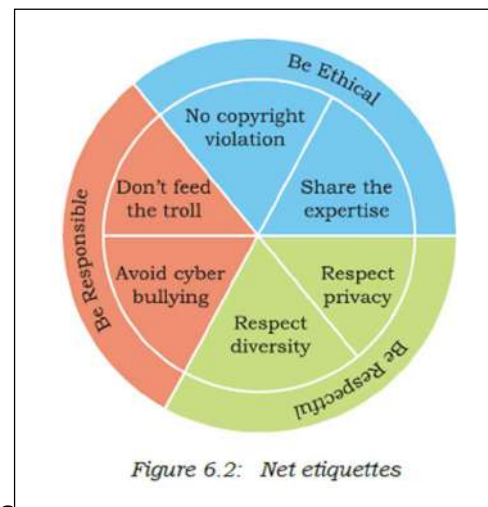 Be Ethical
No copyright
violation
Share the
expertise
Be Responsible
Don't feed
the troll
Avoid cyber
bullying
Respect
privacy
Respect
diversity
Be Respectful
Figure 6.2: Net etiquettes